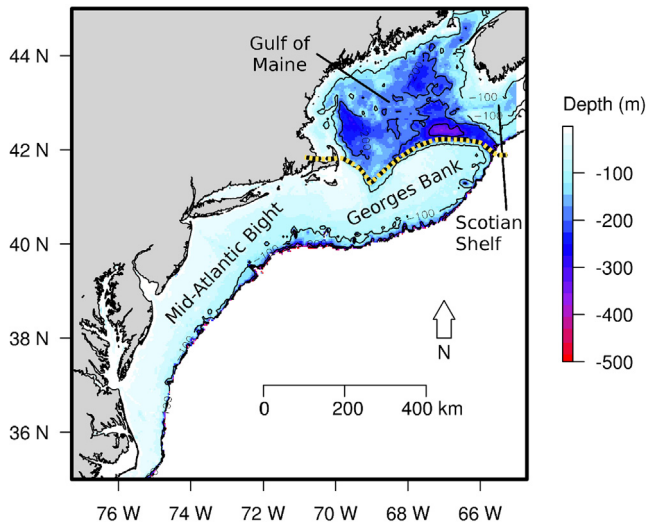 44 N
42 N
40 N
38 N
36 N
76 W
74 W
72 W
70 W
68 W
66 W
Gulf of
Maine
-100
Georges Bank
-100
Scotian
Shelf
Mid-Atlantic Bight
-100
N
0
200
400 km
Depth (m)
-100
-200
-300
-400
-500